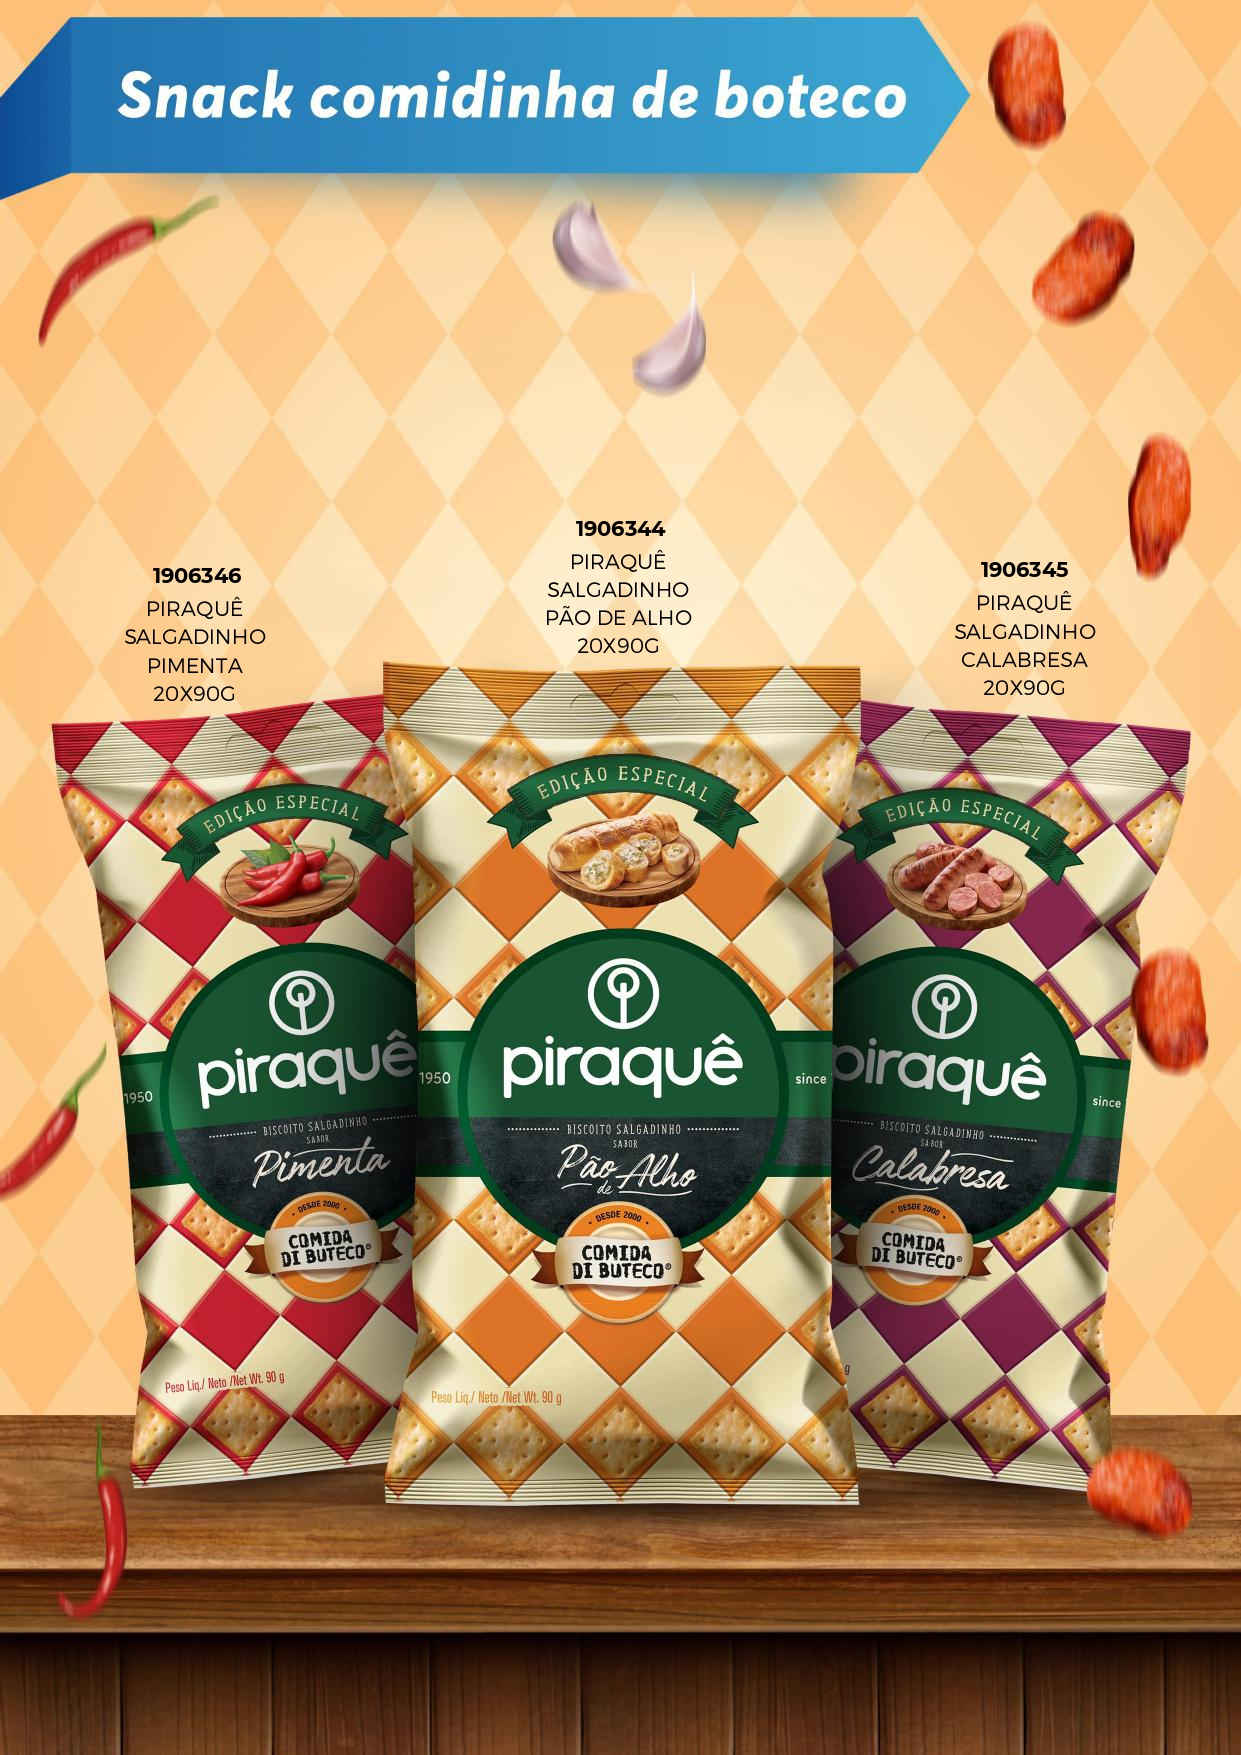 Snack comidinha de boteco
1906346
PIRAQUÊ
SALGADINHO
PIMENTA
20X90G
1906344
PIRAQUÊ
SALGADINHO
PÃO DE ALHO
20X90G
1906345
PIRAQUÊ
SALGADINHO
CALABRESA
20X90G
EDIÇÃO ESPECIAL
piraquê
1950
BISCOITO SALGADINHO
SABOR
Pimenta
DESDE 2000
COMIDA
DI BUTECO®
Peso Liq./ Neto /Net Wt. 90 g
EDIÇÃO ESPECIAL
piraquê
1950
since
BISCOITO SALGADINHO
SABOR
Pão de Alho
DESDE 2000
COMIDA
DI BUTECO®
Peso Liq./ Neto /Net Wt. 90 g
EDIÇÃO ESPECIAL
piraquê
since
BISCOITO SALGADINHO
SABOR
Calabresa
DESDE 2000
COMIDA
DI BUTECO®
g